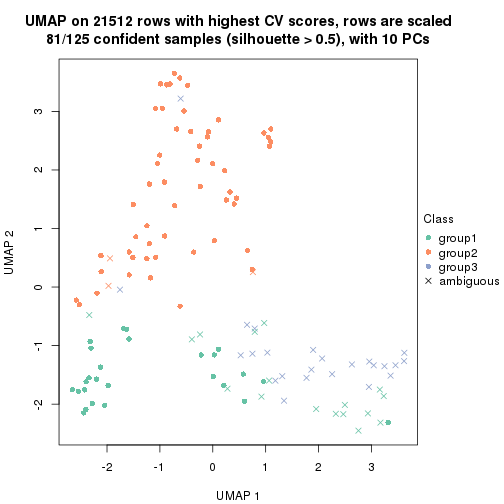 UMAP on 21512 rows with highest CV scores, rows are scaled
81/125 confident samples (silhouette > 0.5), with 10 PCs
UMAP 2
3
2
1
0
-1
-2
-2
-1
0
1
2
3
UMAP 1
Class
group1
group2
group3
ambiguous